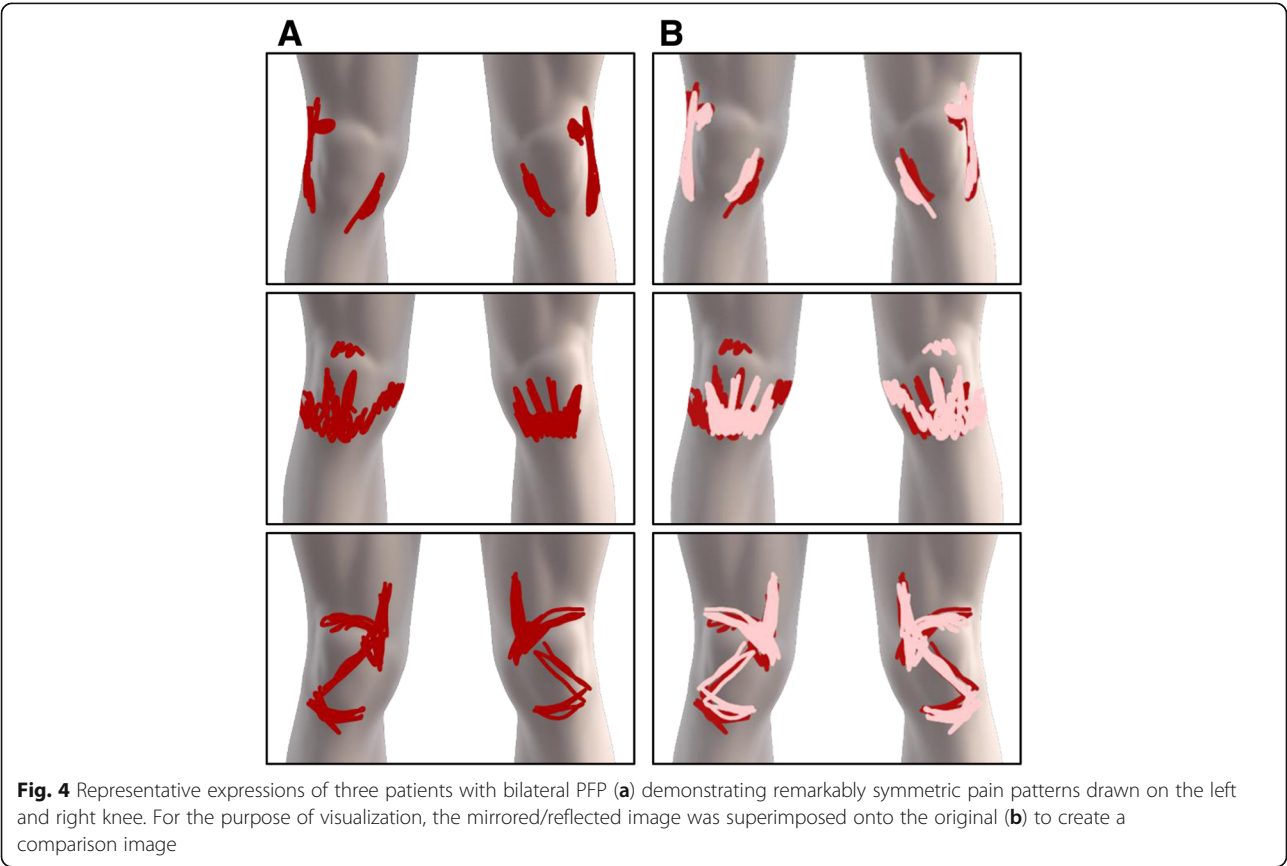 A B
Fig. 4 Representative expressions of three patients with bilateral PFP (a) demonstrating remarkably symmetric pain patterns drawn on the left
and right knee. For the purpose of visualization, the mirrored/reflected image was superimposed onto the original (b) to create a
comparison image